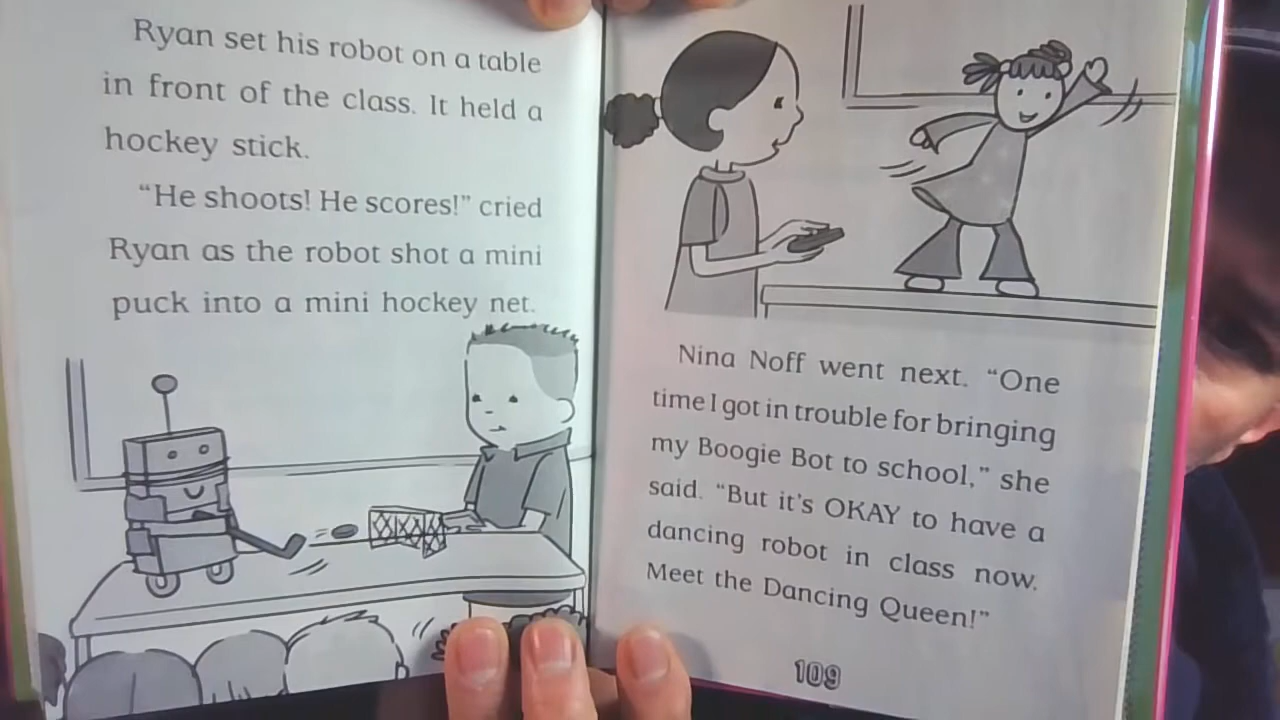 Ryan set his robot on a table
in front of the class. It held a
hockey stick.
“He shoots! He scores!” cried
Ryan as the robot shot a mini
puck into a mini hockey net.
Nina Noff went next. “One
time I got in trouble for bringing
my Boogie Bot to school,” she
said. “But it’s OKAY to have a
dancing robot in class now.
Meet the Dancing Queen!”
109